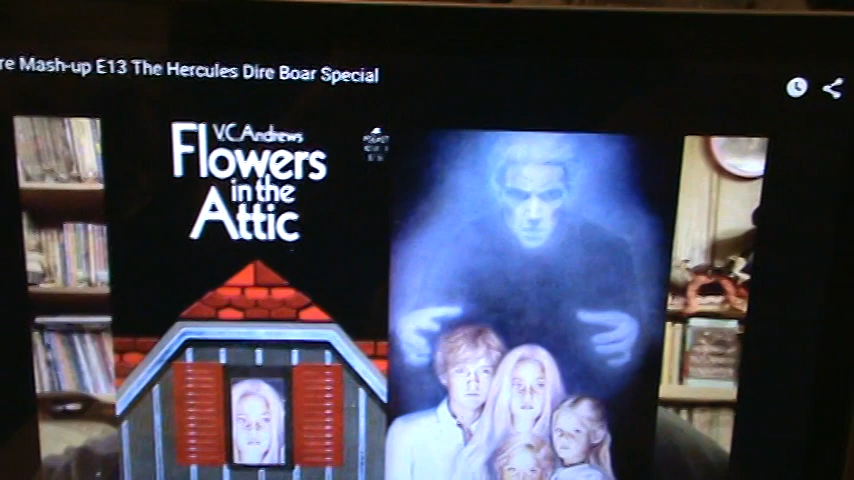 re Mash-up E13 The Hercules Dire Boar Special
V.C. Andrews
Flowers
in the
Attic